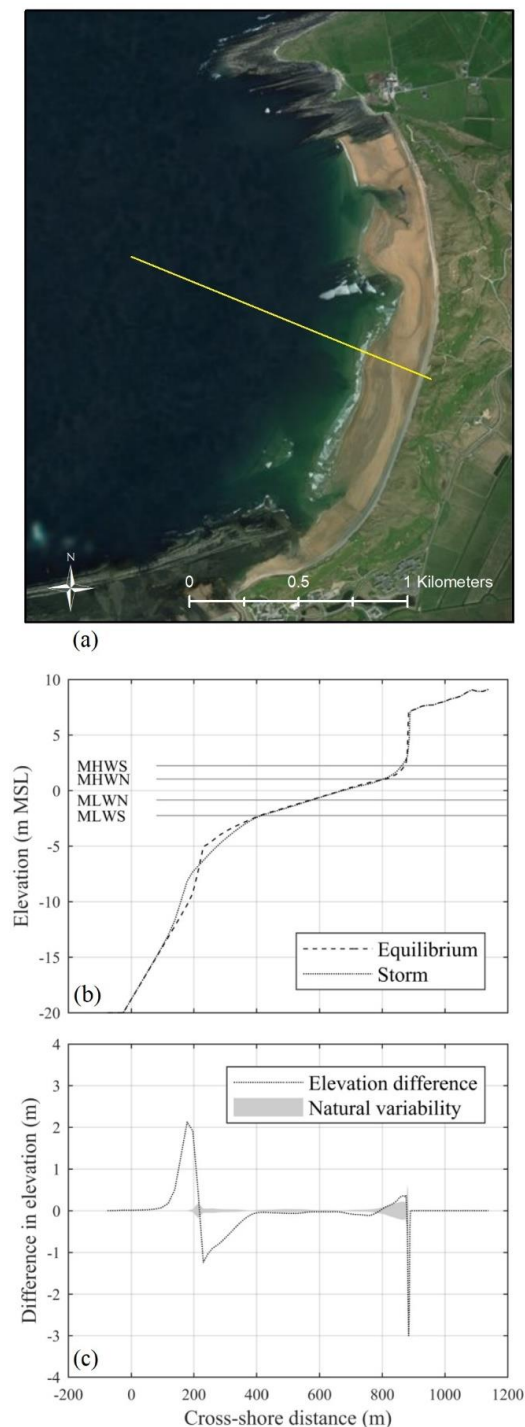 N
0 0.5 1 Kilometers
(a)
10
MHWS
MHWN
0
MLWN
MLWS
-5
-10
-15
-20
Elevation (m MSL)
Equilibrium
Storm
(b)
4
3
2
1
0
-1
-2
-3
-4
Difference in elevation (m)
Elevation difference
Natural variability
(c)
-200 0 200 400 600 800 1000 1200
Cross-shore distance (m)
5